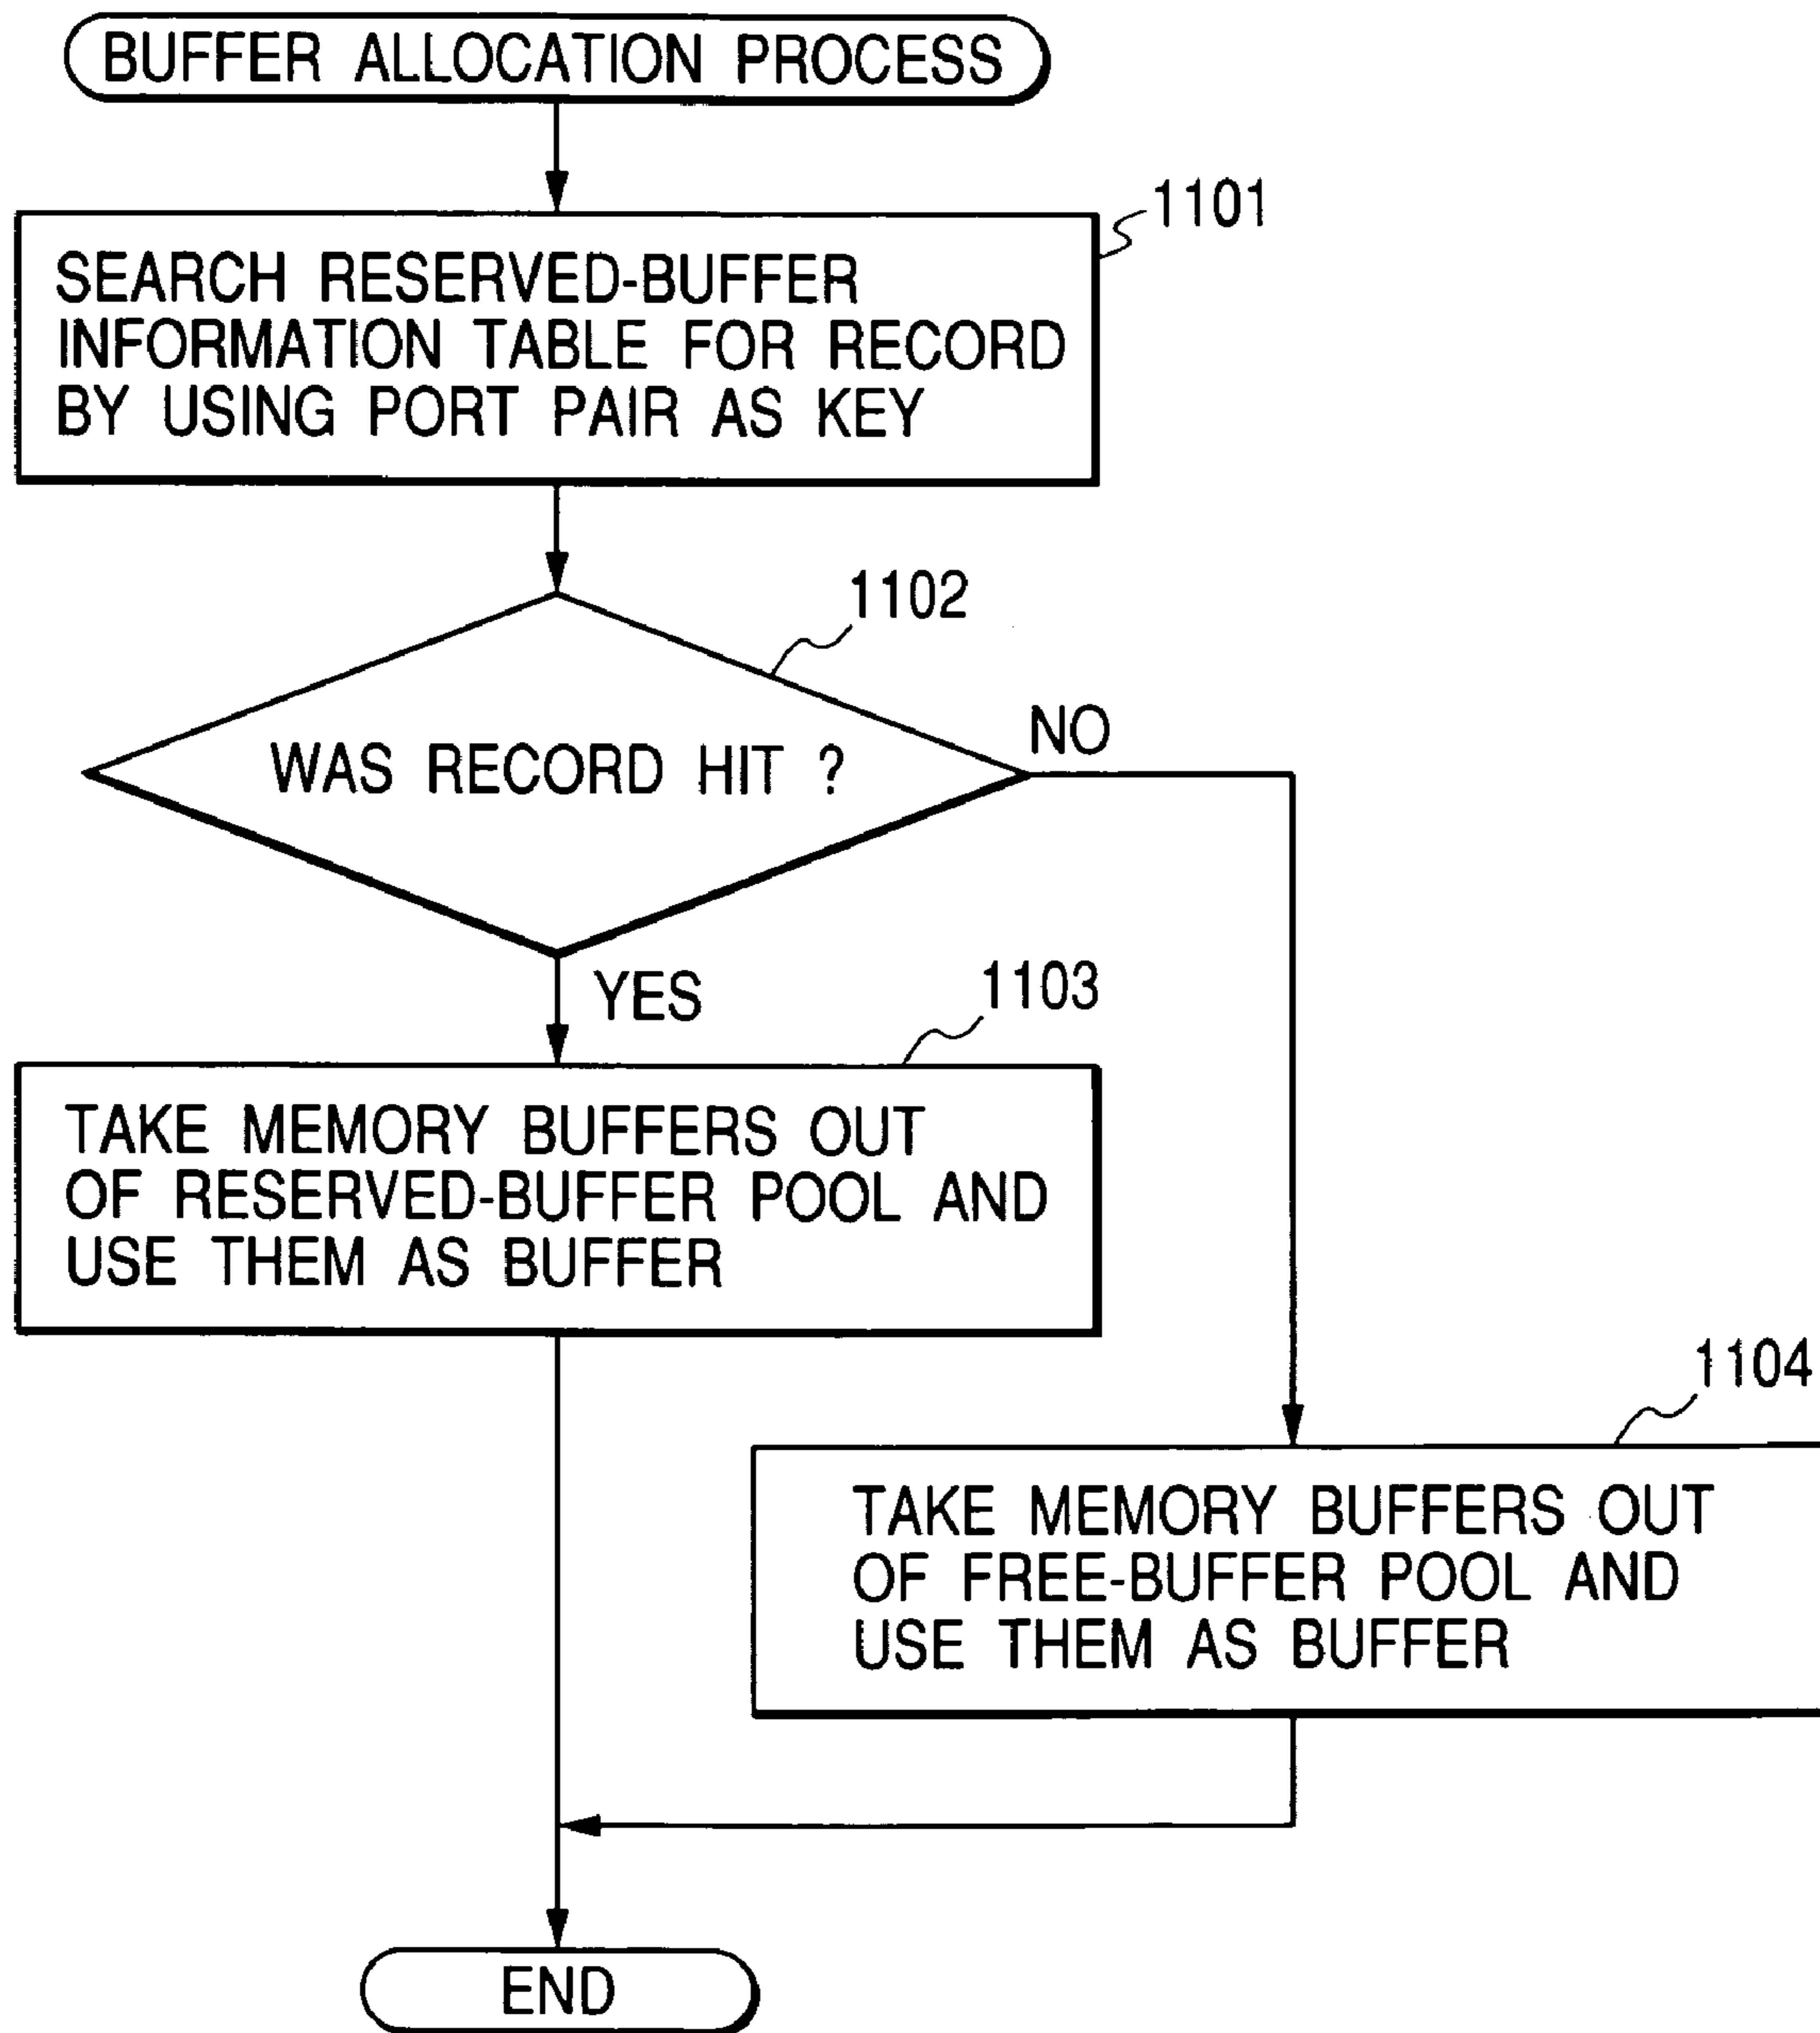 BUFFER ALLOCATION PROCESS
1101
SEARCH RESERVED-BUFFER
INFORMATION TABLE FOR RECORD
BY USING PORT PAIR AS KEY
1102
WAS RECORD HIT ?
NO
YES
1103
TAKE MEMORY BUFFERS OUT
OF RESERVED-BUFFER POOL AND
USE THEM AS BUFFER
1104
TAKE MEMORY BUFFERS OUT
OF FREE-BUFFER POOL AND
USE THEM AS BUFFER
END